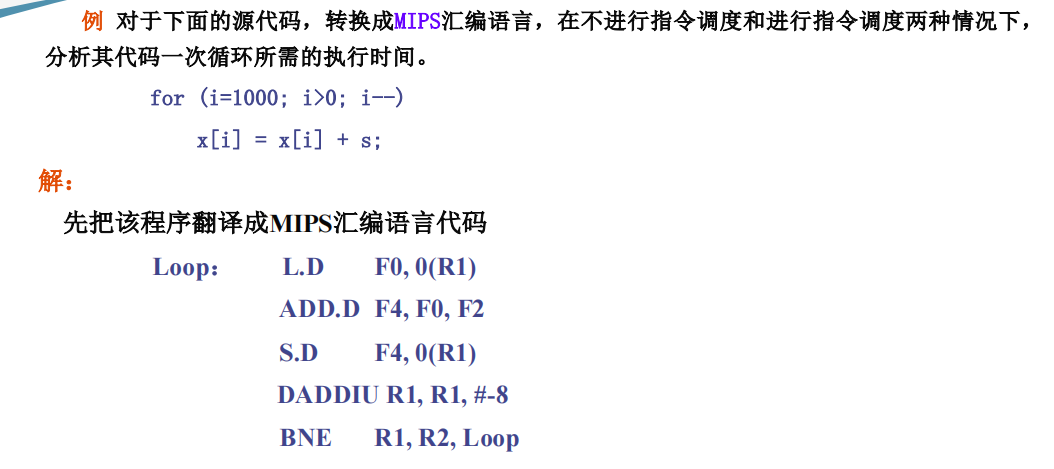 例 对于下面的源代码，转换成MIPS汇编语言，在不进行指令调度和进行指令调度两种情况下，
分析其代码一次循环所需的执行时间。
for (i=1000; i>0; i--)
x[i] = x[i] + s;
解：
先把该程序翻译成MIPS汇编语言代码
Loop： L.D F0, 0(R1)
ADD.D F4, F0, F2
S.D F4, 0(R1)
DADDIU R1, R1, #-8
BNE R1, R2, Loop